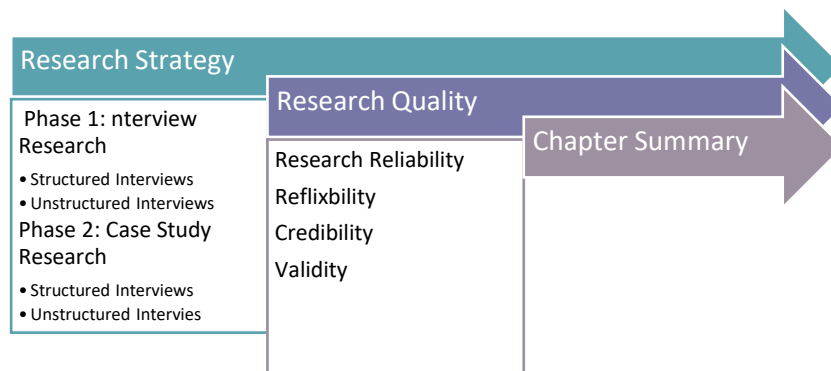 Research Strategy
Phase 1: nterview
Research
• Structured Interviews
• Unstructured Interviews
Phase 2: Case Study
Research
• Structured Interviews
• Unstructured Intervies
Research Quality
Research Reliability
Reflixbility
Credibility
Validity
Chapter Summary